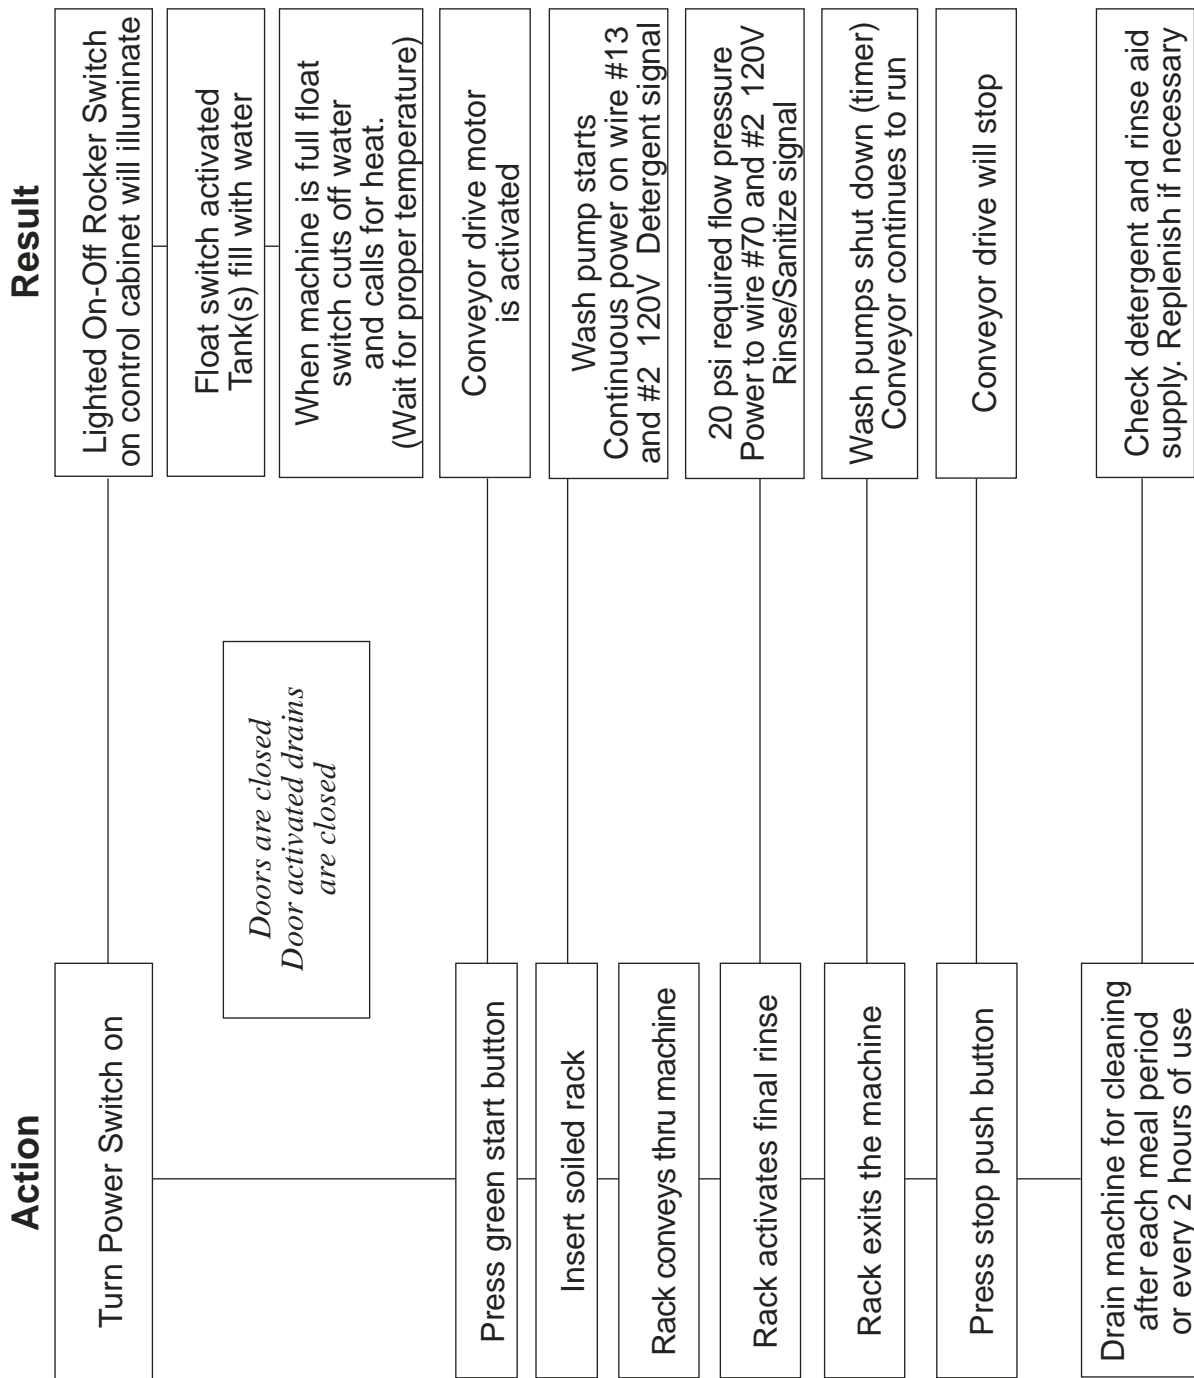 Action
Result
Turn Power Switch on
Lighted On-Off Rocker Switch
on control cabinet will illuminate
Float switch activated
Tank(s) fill with water
When machine is full float
switch cuts off water
and calls for heat.
(Wait for proper temperature)
Doors are closed
Door activated drains
are closed
Press green start button
Conveyor drive motor
is activated
Insert soiled rack
Wash pump starts
Continuous power on wire #13
and #2 120V Detergent signal
Rack conveys thru machine
Rack activates final rinse
20 psi required flow pressure
Power to wire #70 and #2 120V
Rinse/Sanitize signal
Rack exits the machine
Wash pumps shut down (timer)
Conveyor continues to run
Press stop push button
Conveyor drive will stop
Drain machine for cleaning
after each meal period
or every 2 hours of use
Check detergent and rinse aid
supply. Replenish if necessary